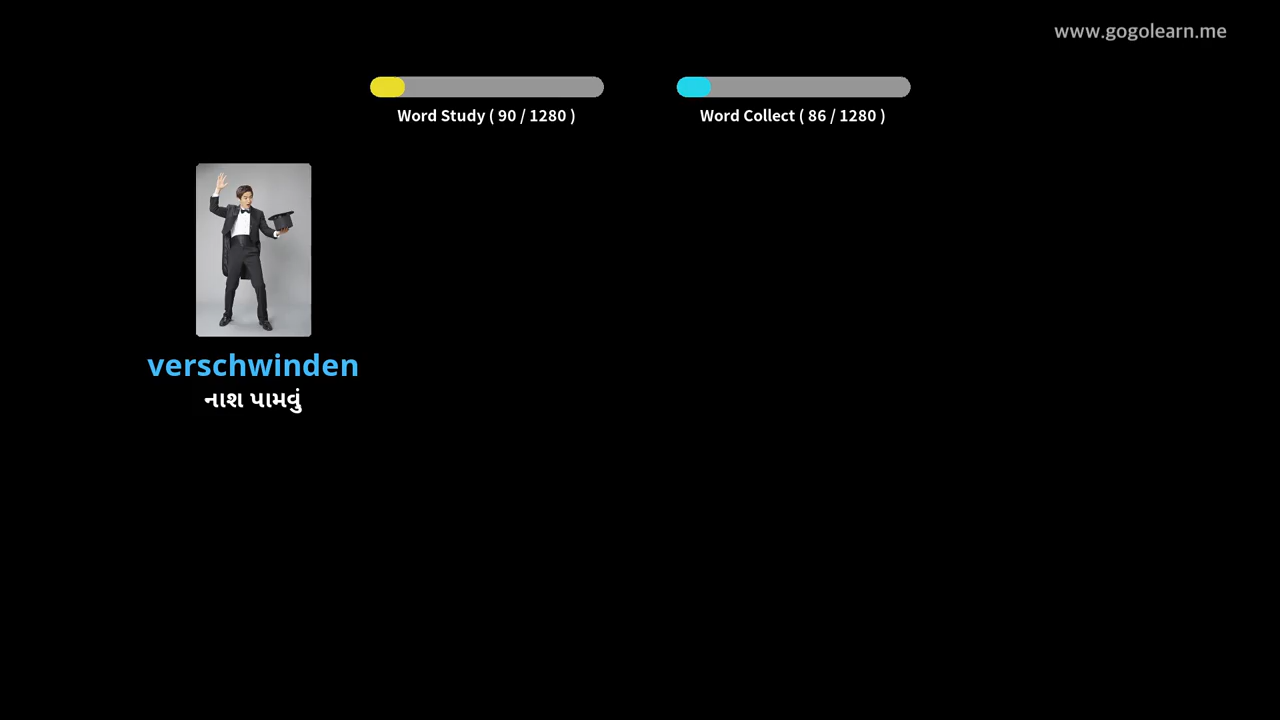 www.gogolearn.me
Word Study ( 90 / 1280 )
Word Collect ( 86 / 1280 )
verschwinden
નાશ પામવું